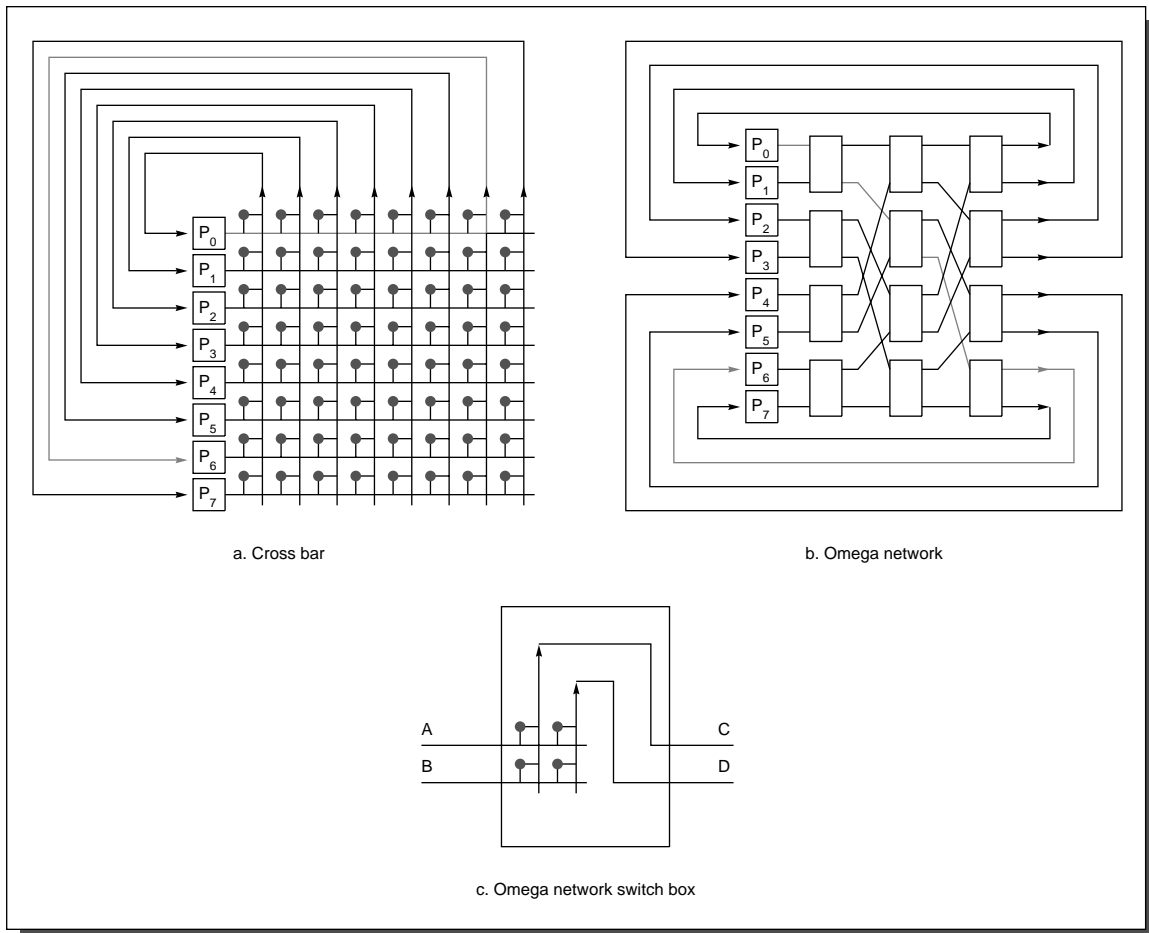 P0
P1
P2
P3
P4
P5
P6
P7
a. Cross bar
P0
P1
P2
P3
P4
P5
P6
P7
b. Omega network
A
B
C
D
c. Omega network switch box